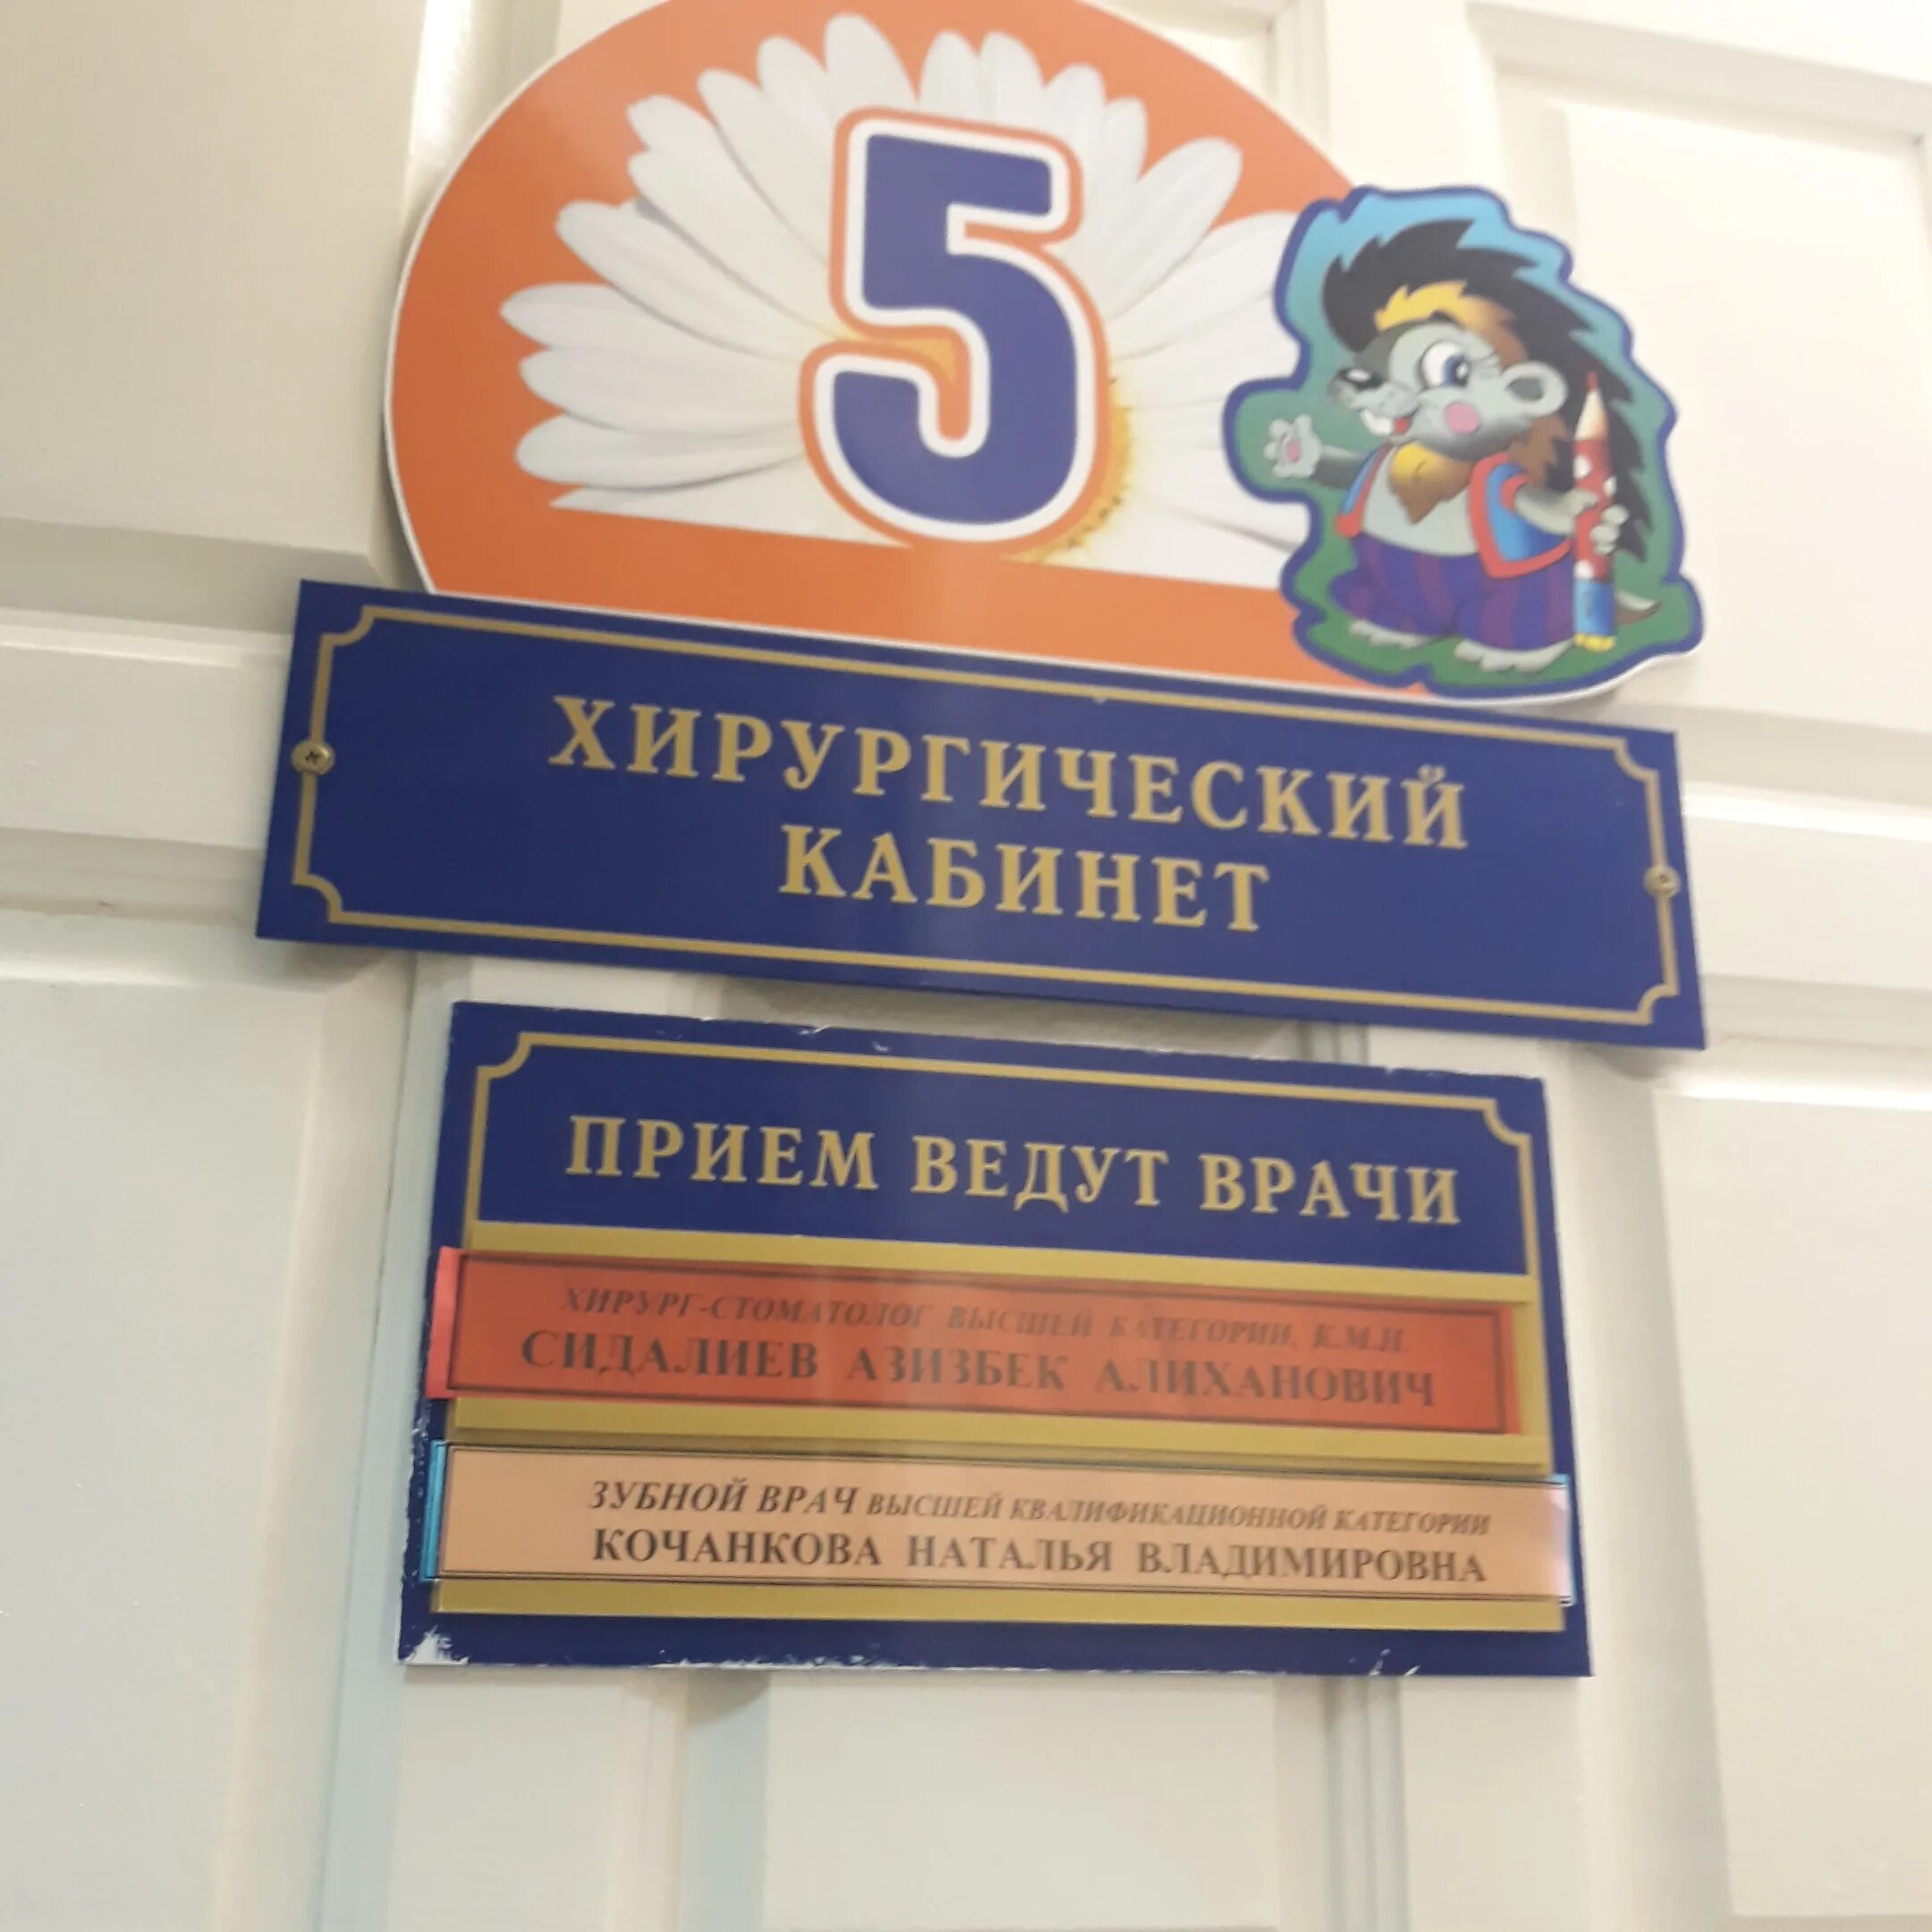 5
ХИРУРГИЧЕСКИЙ
КАБИНЕТ
ПРИЕМ ВЕДУТ ВРАЧИ
ХИРУРГ-СТОМАТОЛОГ ВЫСШЕЙ КАТЕГОРИИ, К.М.Н.
СИДАЛИЕВ АЗИЗБЕК АЛИХАНОВИЧ
ЗУБНОЙ ВРАЧ ВЫСШЕЙ КВАЛИФИКАЦИОННОЙ КАТЕГОРИИ
КОЧАНКОВА НАТАЛЬЯ ВЛАДИМИРОВНА